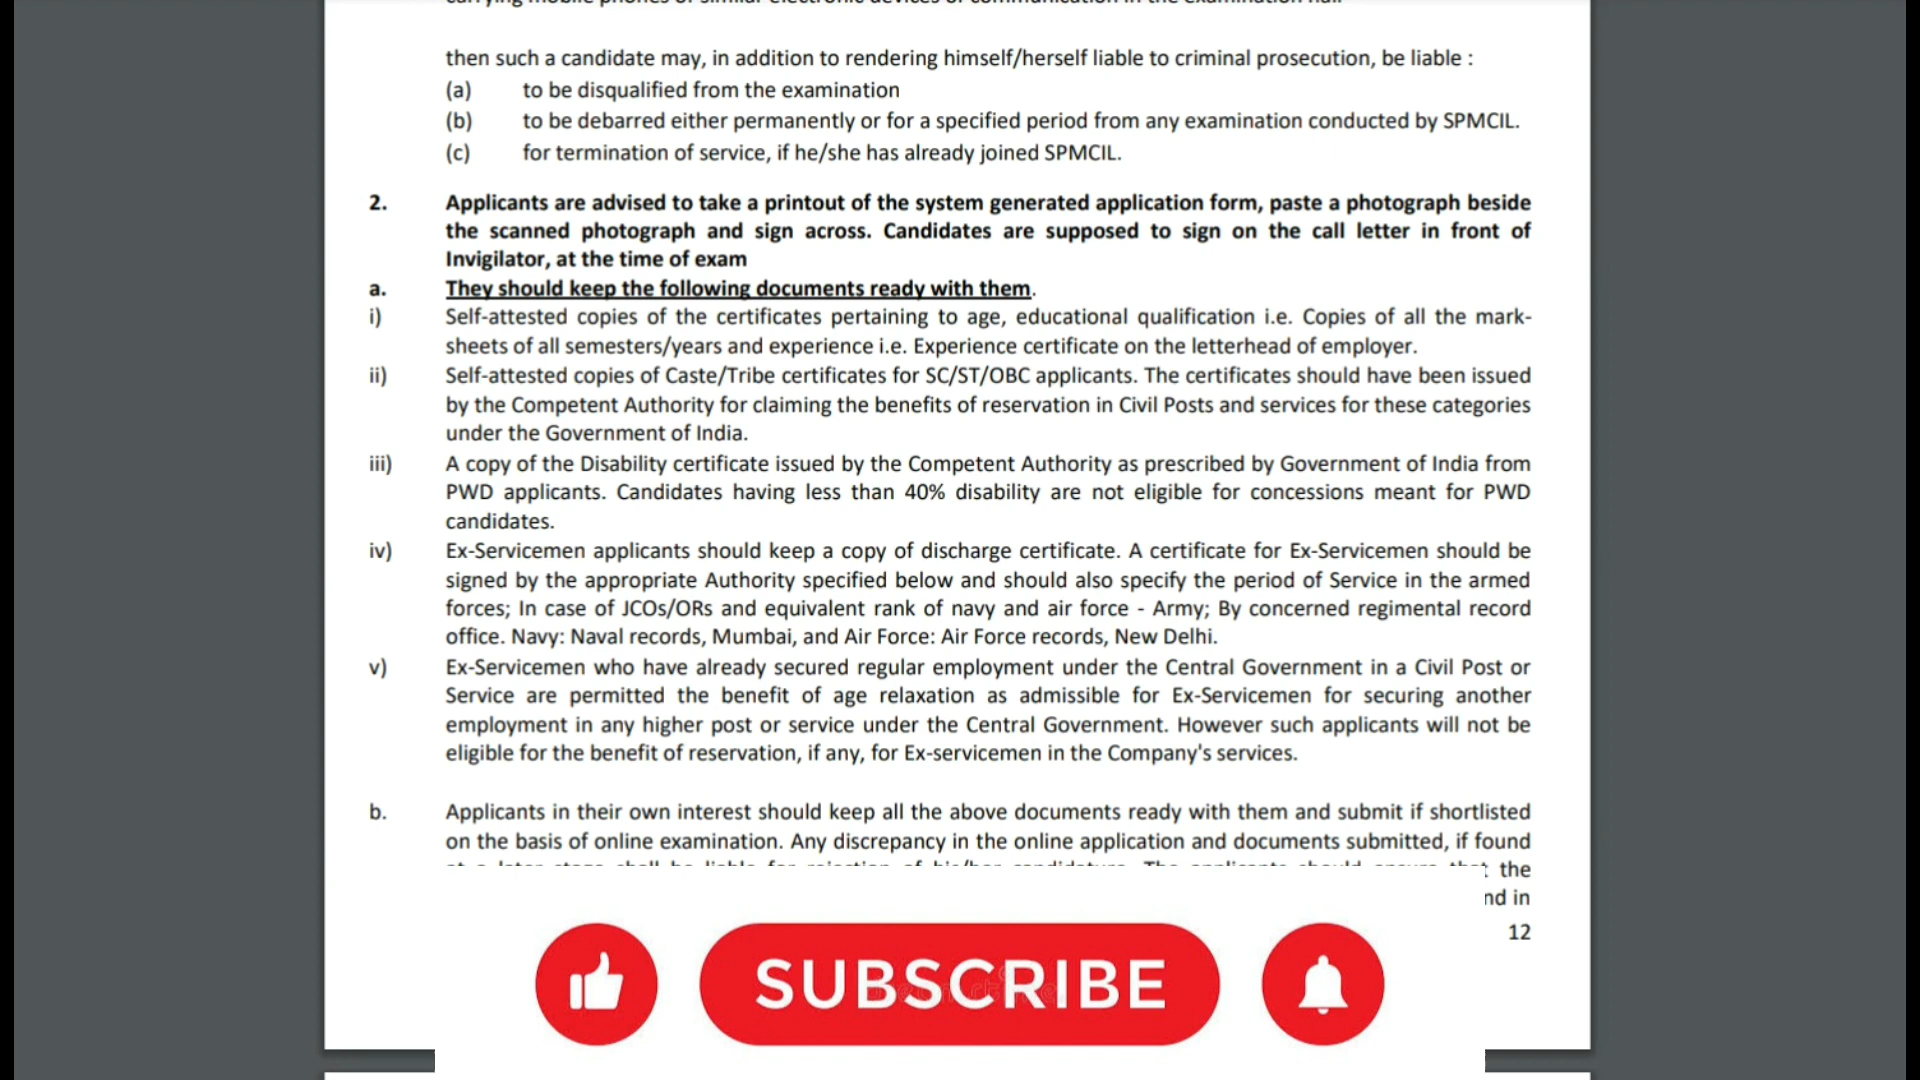 then such a candidate may, in addition to rendering himself/herself liable to criminal prosecution, be liable :
(a) to be disqualified from the examination
(b) to be debarred either permanently or for a specified period from any examination conducted by SPMCIL.
(c) for termination of service, if he/she has already joined SPMCIL.
2. Applicants are advised to take a printout of the system generated application form, paste a photograph beside
the scanned photograph and sign across. Candidates are supposed to sign on the call letter in front of
Invigilator, at the time of exam
a. They should keep the following documents ready with them.
i) Self-attested copies of the certificates pertaining to age, educational qualification i.e. Copies of all the mark-
sheets of all semesters/years and experience i.e. Experience certificate on the letterhead of employer.
ii) Self-attested copies of Caste/Tribe certificates for SC/ST/OBC applicants. The certificates should have been issued
by the Competent Authority for claiming the benefits of reservation in Civil Posts and services for these categories
under the Government of India.
iii) A copy of the Disability certificate issued by the Competent Authority as prescribed by Government of India from
PWD applicants. Candidates having less than 40% disability are not eligible for concessions meant for PWD
candidates.
iv) Ex-Servicemen applicants should keep a copy of discharge certificate. A certificate for Ex-Servicemen should be
signed by the appropriate Authority specified below and should also specify the period of Service in the armed
forces; In case of JCOs/ORs and equivalent rank of navy and air force - Army; By concerned regimental record
office. Navy: Naval records, Mumbai, and Air Force: Air Force records, New Delhi.
v) Ex-Servicemen who have already secured regular employment under the Central Government in a Civil Post or
Service are permitted the benefit of age relaxation as admissible for Ex-Servicemen for securing another
employment in any higher post or service under the Central Government. However such applicants will not be
eligible for the benefit of reservation, if any, for Ex-servicemen in the Company's services.
b. Applicants in their own interest should keep all the above documents ready with them and submit if shortlisted
on the basis of online examination. Any discrepancy in the online application and documents submitted, if found
the
in
12
SUBSCRIBE